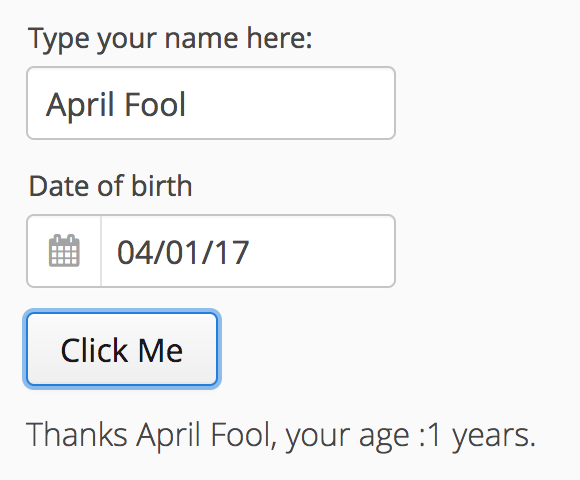 Type your name here:
April Fool
Date of birth
04/01/17
Click Me
Thanks April Fool, your age :1 years.